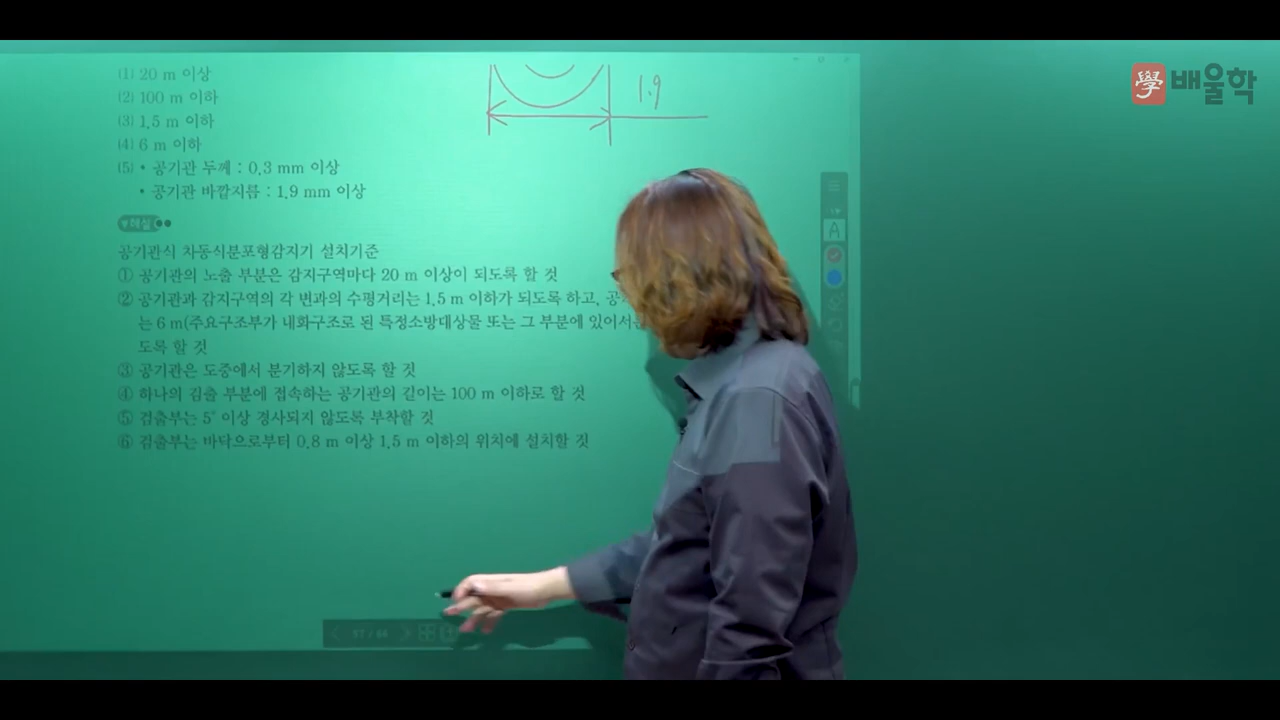 (1) 20 m 이상
(2) 100 m 이하
(3) 1.5 m 이하
(4) 6 m 이하
(5) • 공기관 두께 : 0.3 mm 이상
• 공기관 바깥지름 : 1.9 mm 이상
1.9
學 배울학
해설
공기관식 차동식분포형감지기 설치기준
① 공기관의 노출 부분은 감지구역마다 20 m 이상이 되도록 할 것
② 공기관과 감지구역의 각 변과의 수평거리는 1.5 m 이하가 되도록 하고,
는 6 m(주요구조부가 내화구조로 된 특정소방대상물 또는 그 부분에 있어서는
도록 할 것
③ 공기관은 도중에서 분기하지 않도록 할 것
④ 하나의 검출 부분에 접속하는 공기관의 길이는 100 m 이하로 할 것
⑤ 검출부는 5° 이상 경사되지 않도록 부착할 것
⑥ 검출부는 바닥으로부터 0.8 m 이상 1.5 m 이하의 위치에 설치할 것
A